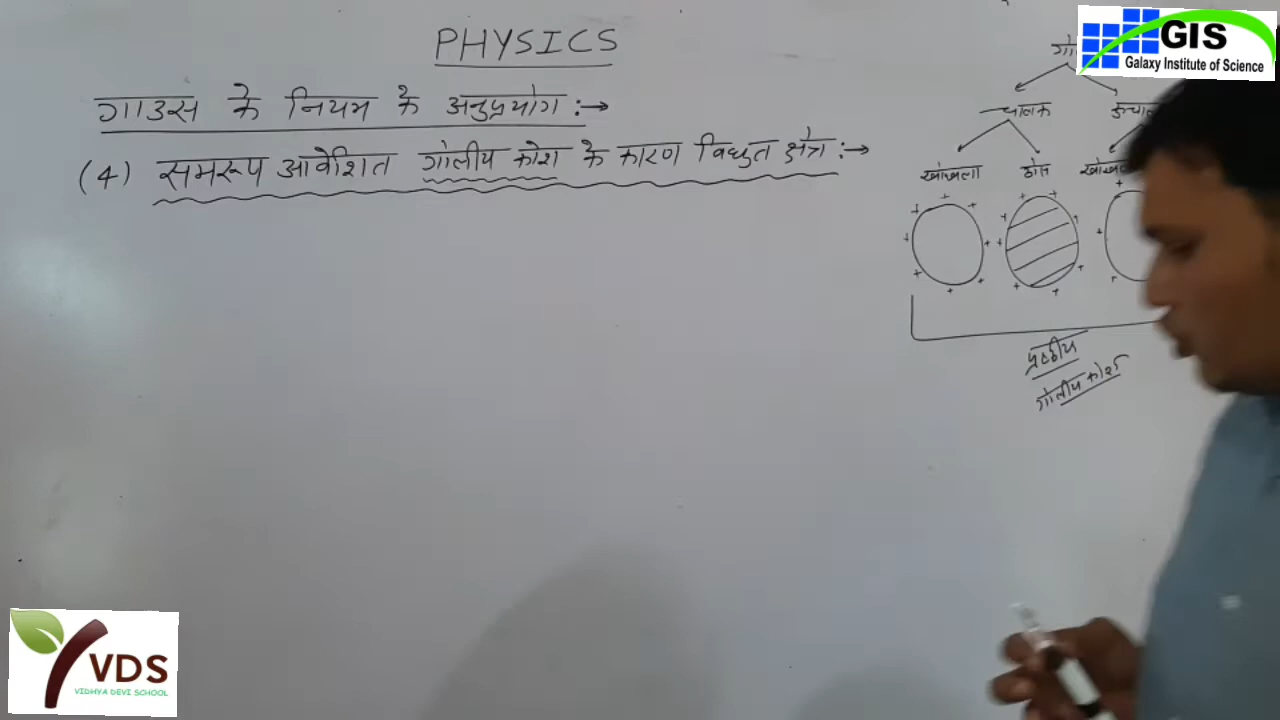 PHYSICS
गाउस के नियम के अनुप्रयोग :→
(4) समरूप आवेशित गोलीय कोश के कारण विद्युत क्षेत्र :→
चालक
खोखला ठोस
पृष्ठीय
गोलीय कोश
GIS
Galaxy Institute of Science
VDS
VIDHYA DEVI SCHOOL